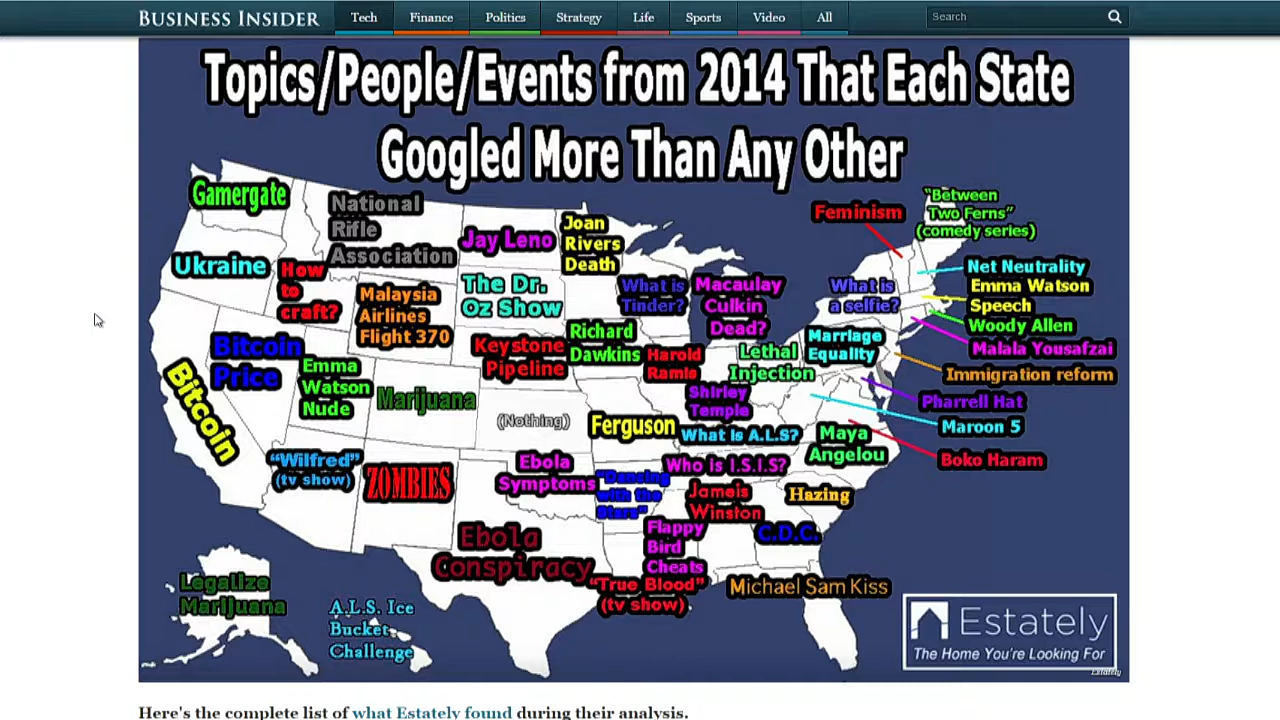 BUSINESS INSIDER
Tech
Finance
Politics
Strategy
Life
Sports
Video
All
Search
Topics/People/Events from 2014 That Each State
Googled More Than Any Other
Gamergate
National
Rifle
Association
Jay Leno
Joan
Rivers
Death
Feminism
"Between
Two Ferns"
(comedy series)
Ukraine
How
to
craft?
Malaysia
Airlines
Flight 370
The Dr.
Oz Show
What is
Tinder?
Macaulay
Culkin
Dead?
What is
a selfie?
Net Neutrality
Emma Watson
Speech
Woody Allen
Malala Yousafzai
Immigration reform
Pharrell Hat
Maroon 5
Boko Haram
Bitcoin
Bitcoin
Price
Emma
Watson
Nude
Marijuana
Keystone
Pipeline
Richard
Dawkins
Harold
Ramis
Lethal
Injection
Marriage
Equality
Shirley
Temple
(Nothing)
Ferguson
What is A.L.S?
Maya
Angelou
"Wilfred"
(tv show)
ZOMBIES
Ebola
Symptoms
"Dancing
with the
Stars"
Who is I.S.I.S?
Jameis
Winston
Hazing
Ebola
Conspiracy
Flappy
Bird
Cheats
C.D.C.
"True Blood"
(tv show)
Michael Sam Kiss
Legalize
Marijuana
A.L.S. Ice
Bucket
Challenge
Estately
The Home You're Looking For
Estately
Here's the complete list of what Estately found during their analysis.